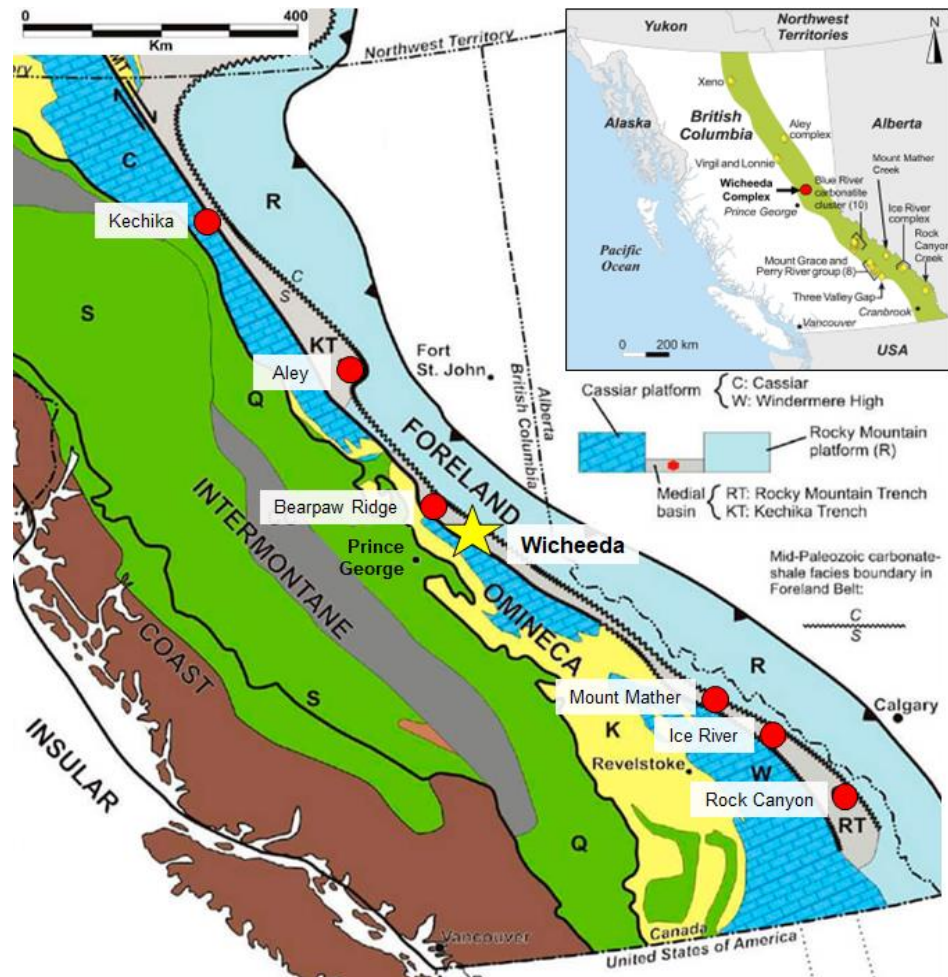 0
400
Km
Northwest Territory
MT
C
R
Kechika
S
C
S
KT
Aley
Q
Fort
St. John
FORELAND
Alberta
British Columbia
Bearpaw Ridge
Wicheeda
Prince
George
INTERMONTANE
OMINECA
COAST
S
INSULAR
Mount Mather
Ice River
K
Revelstoke
W
Rock Canyon
RT
R
Calgary
Q
Vancouver
Canada
United States of America
Yukon
Northwest
Territories
N
Xeno
British
Columbia
Alaska
Aley
complex
Alberta
Virgil and Lonnie
Mount Mather
Creek
Wicheeda
Complex
Blue River
carbonatite
cluster (10)
Prince George
Ice River
complex
Rock
Canyon
Creek
Pacific
Ocean
Mount Grace and
Perry River group (8)
Three Valley Gap
Cranbrook
Vancouver
0 200 km
USA
Cassiar platform
C: Cassiar
W: Windermere High
Rocky Mountain
platform (R)
Medial
basin
RT: Rocky Mountain Trench
KT: Kechika Trench
Mid-Paleozoic carbonate-
shale facies boundary in
Foreland Belt:
C
S